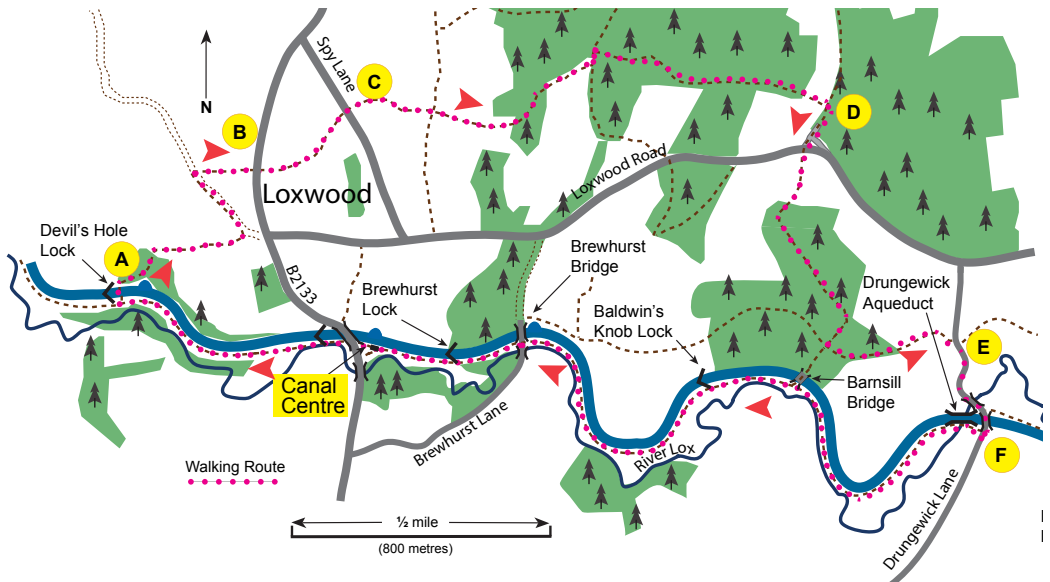 N
Spy Lane
C
B
D
Loxwood
Loxwood Road
Devil's Hole
Lock
A
B2133
Brewhurst
Lock
Brewhurst
Bridge
Baldwin's
Knob Lock
Drungewick
Aqueduct
E
Canal
Centre
Barnsill
Bridge
Brewhurst Lane
River Lox
F
Walking Route
Drungewick Lane
½ mile
(800 metres)